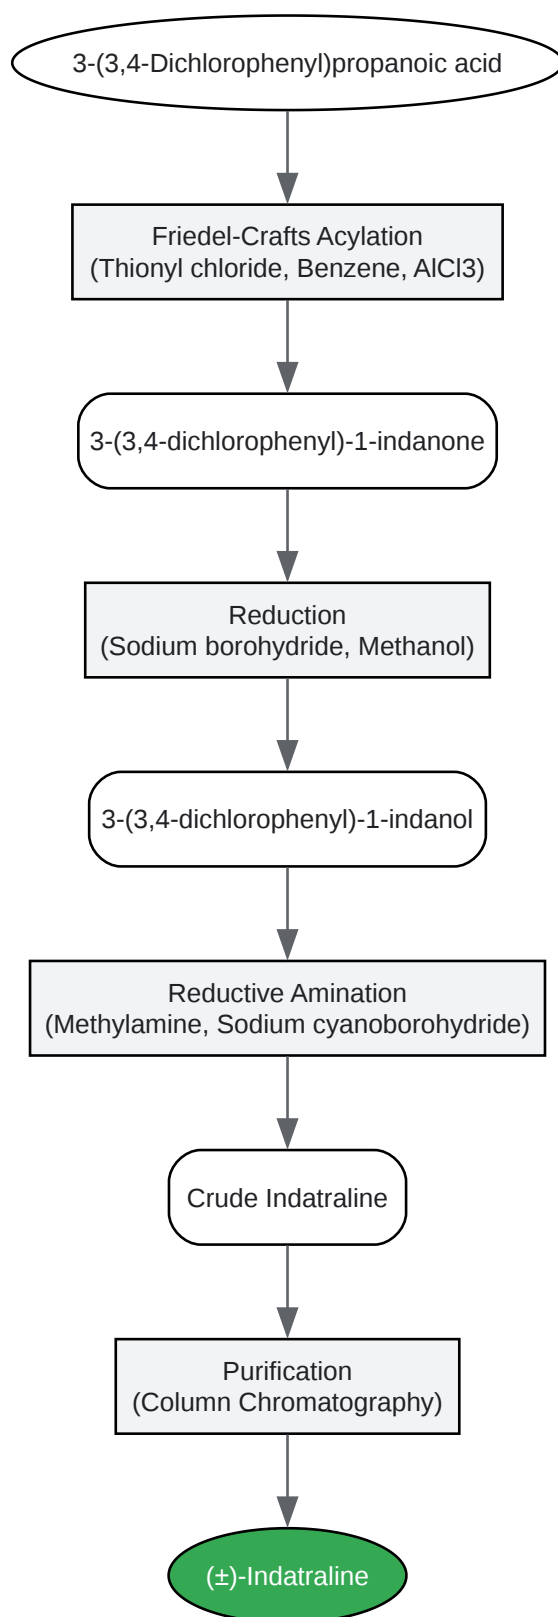 3-(3,4-Dichlorophenyl)propanoic acid
Friedel-Crafts Acylation
(Thionyl chloride, Benzene, AlCl3)
3-(3,4-dichlorophenyl)-1-indanone
Reduction
(Sodium borohydride, Methanol)
3-(3,4-dichlorophenyl)-1-indanol
Reductive Amination
(Methylamine, Sodium cyanoborohydride)
Crude Indatraline
Purification
(Column Chromatography)
(±)-Indatraline